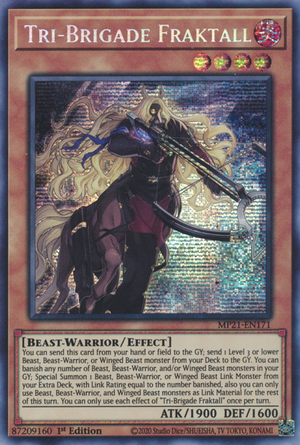 TRI-BRIGADE FRAKTALL
MP21-EN171
[BEAST-WARRIOR/EFFECT]
You can send this card from your hand or field to the GY; send 1 Level 3 or lower
Beast, Beast-Warrior, or Winged Beast monster from your Deck to the GY. You can
banish any number of Beast, Beast-Warrior, and/or Winged Beast monsters in your
GY; Special Summon 1 Beast, Beast-Warrior, or Winged Beast Link Monster from
your Extra Deck, with Link Rating equal to the number banished, also you can only
use Beast, Beast-Warrior, and Winged Beast monsters as Link Material for the rest
of this turn. You can only use each effect of "Tri-Brigade Fraktall" once per turn.
ATK/1900 DEF/1600
87209160 1st Edition ©2020 Studio Dice/SHUEISHA, TV TOKYO, KONAMI